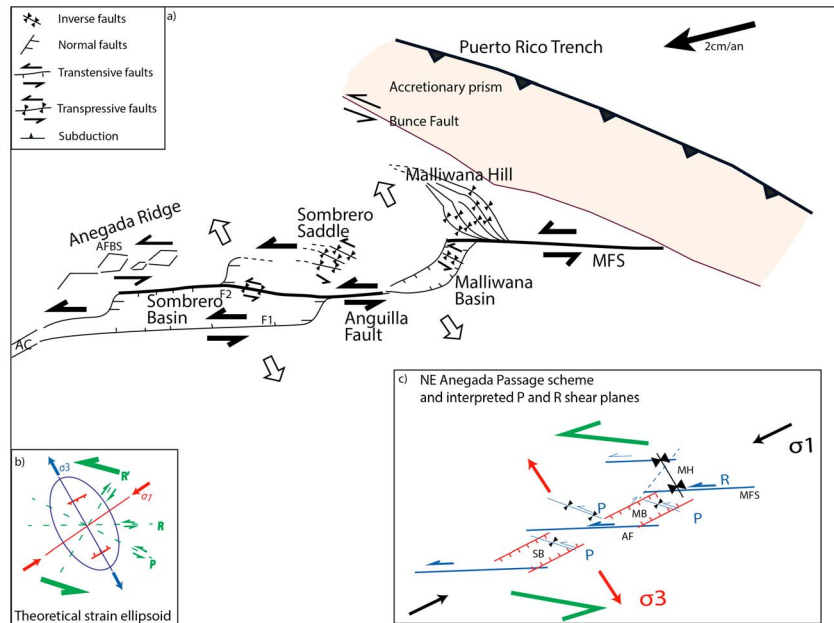 Inverse faults
Normal faults
Transtensive faults
Transpressive faults
Subduction
a)
Puerto Rico Trench
2cm/an
Accretionary prism
Bunce Fault
Malliwana Hill
Anegada Ridge
AFBS
Sombrero
Saddle
MFS
Malliwana
Basin
Sombrero
Basin
F2
F1
Anguilla
Fault
AC
b)
σ3
R'
σ1
R
P
Theoretical strain ellipsoid
c) NE Anegada Passage scheme
and interpreted P and R shear planes
σ1
MH
R
MFS
P
MB
P
AF
SB
P
σ3